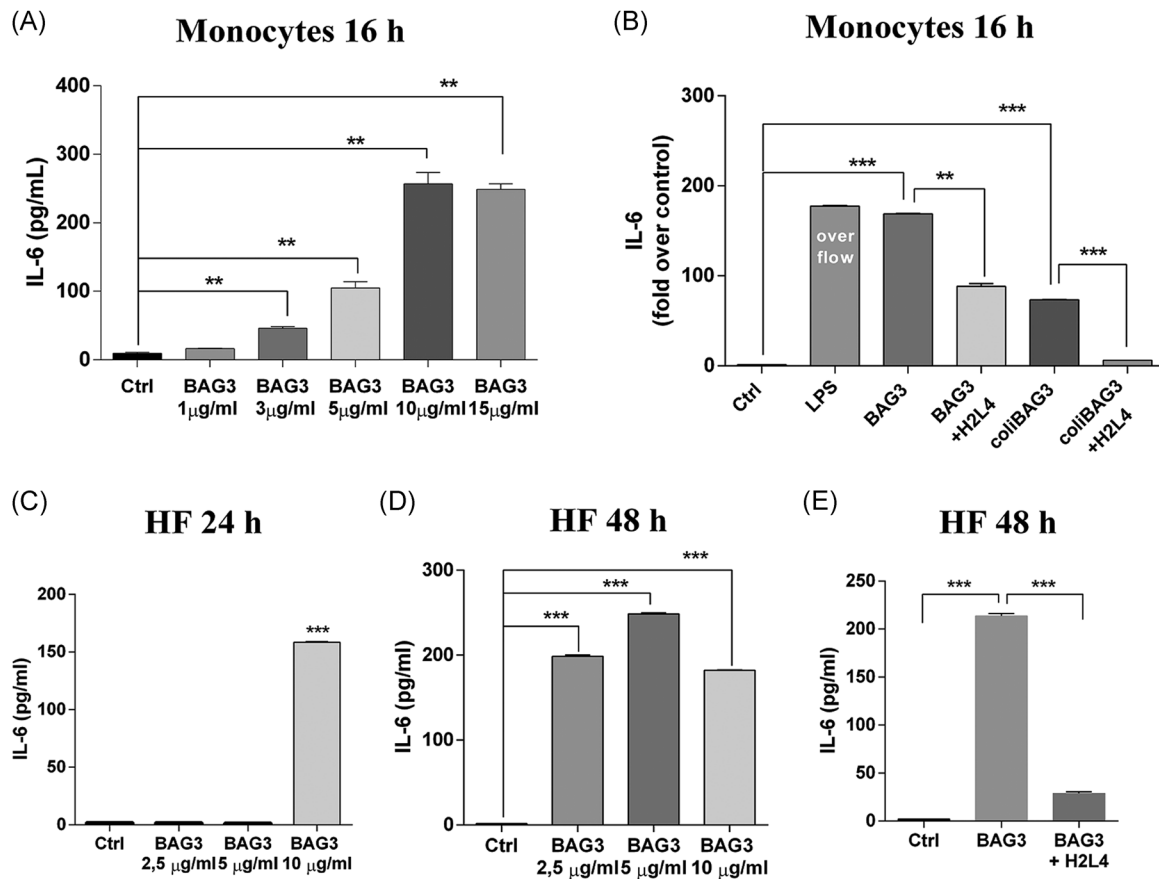 (A)
Monocytes 16 h
IL-6 (pg/mL)
400
300
200
100
0
**
**
**
**
Ctrl
BAG3
1μg/ml
BAG3
3μg/ml
BAG3
5μg/ml
BAG3
10μg/ml
BAG3
15μg/ml
(B)
Monocytes 16 h
IL-6
(fold over control)
300
200
100
0
***
***
**
***
over
flow
Ctrl
LPS
BAG3
BAG3
+H2L4
coliBAG3
coliBAG3
+H2L4
(C)
HF 24 h
IL-6 (pg/ml)
200
150
100
50
0
***
Ctrl
BAG3
2,5 μg/ml
BAG3
5 μg/ml
BAG3
10 μg/ml
(D)
HF 48 h
IL-6 (pg/ml)
300
200
100
0
***
***
***
Ctrl
BAG3
2,5 μg/ml
BAG3
5 μg/ml
BAG3
10 μg/ml
(E)
HF 48 h
IL-6 (pg/ml)
250
200
150
100
50
0
***
***
Ctrl
BAG3
BAG3
+ H2L4